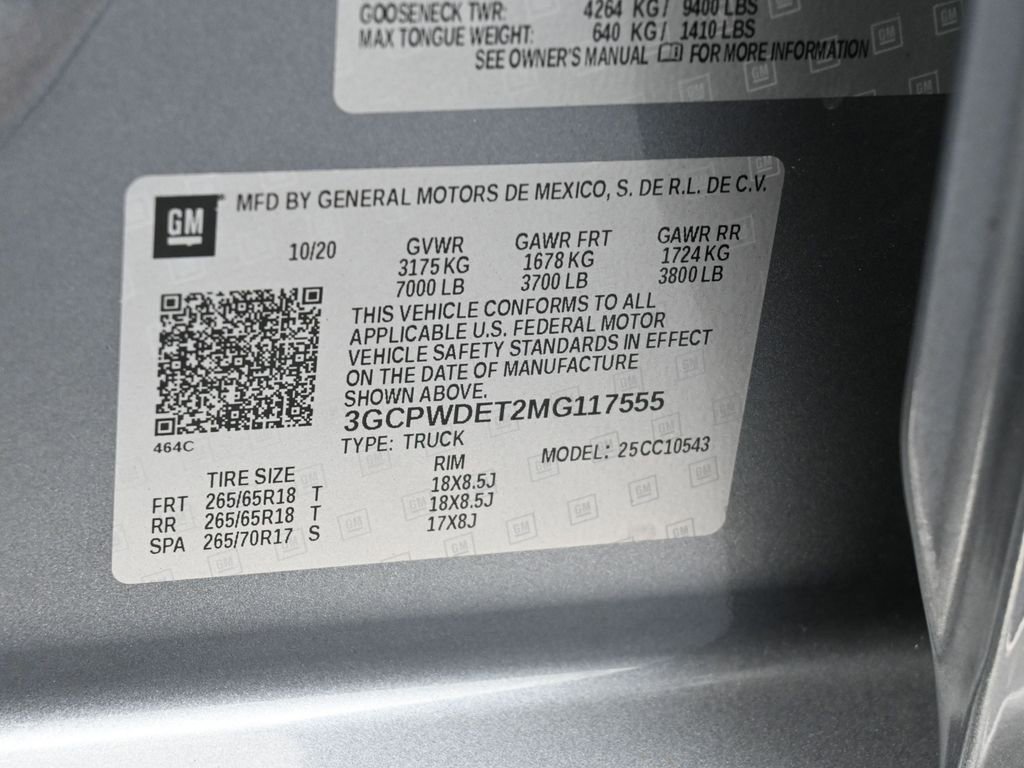 GOOSENECK TWR: 4264 KG/ 9400 LBS
MAX TONGUE WEIGHT: 640 KG/ 1410 LBS
SEE OWNER'S MANUAL FOR MORE INFORMATION
GM MFD BY GENERAL MOTORS DE MEXICO, S. DE R.L. DE C.V.
10/20 GVWR GAWR FRT GAWR RR
3175 KG 1678 KG 1724 KG
7000 LB 3700 LB 3800 LB
THIS VEHICLE CONFORMS TO ALL
APPLICABLE U.S. FEDERAL MOTOR
VEHICLE SAFETY STANDARDS IN EFFECT
ON THE DATE OF MANUFACTURE
SHOWN ABOVE.
3GCPWDET2MG117555
464C
TYPE: TRUCK MODEL: 25CC10543
TIRE SIZE RIM
FRT 265/65R18 T 18X8.5J
RR 265/65R18 T 18X8.5J
SPA 265/70R17 S 17X8J